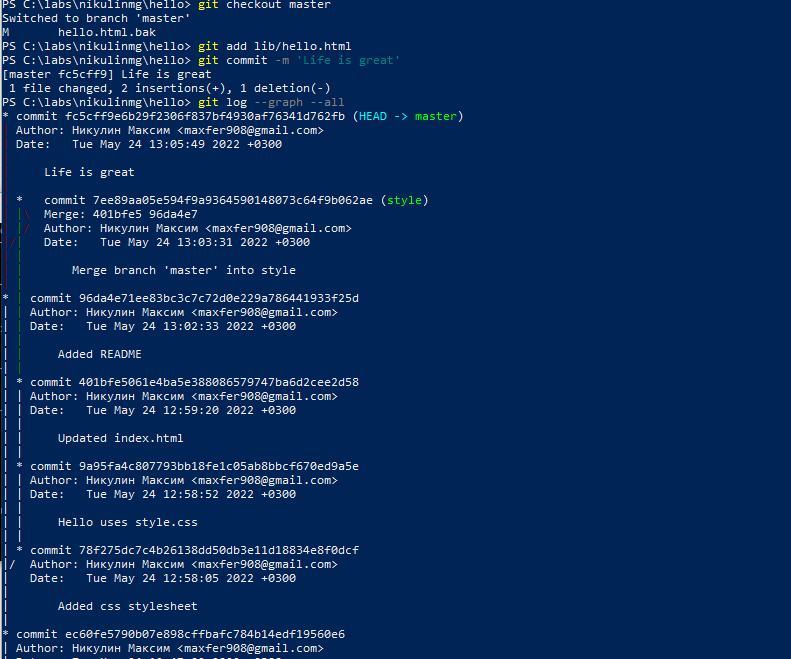 PS C:\labs\nikulinmg\hello> git checkout master
Switched to branch 'master'
M       hello.html.bak
PS C:\labs\nikulinmg\hello> git add lib/hello.html
PS C:\labs\nikulinmg\hello> git commit -m 'Life is great'
[master fc5cff9] Life is great
 1 file changed, 2 insertions(+), 1 deletion(-)
PS C:\labs\nikulinmg\hello> git log --graph --all
* commit fc5cff9e6b29f2306f837bf4930af76341d762fb (HEAD -> master)
| Author: Никулин Максим <maxfer908@gmail.com>
| Date:   Tue May 24 13:05:49 2022 +0300
|
|     Life is great
|
| *   commit 7ee89aa05e594f9a9364590148073c64f9b062ae (style)
| |\  Merge: 401bfe5 96da4e7
| |/  Author: Никулин Максим <maxfer908@gmail.com>
|/|   Date:   Tue May 24 13:03:31 2022 +0300
| |
| |       Merge branch 'master' into style
| |
* | commit 96da4e71ee83bc3c7c72d0e229a786441933f25d
| | Author: Никулин Максим <maxfer908@gmail.com>
| | Date:   Tue May 24 13:02:33 2022 +0300
| |
| |     Added README
| |
| * commit 401bfe5061e4ba5e388086579747ba6d2cee2d58
| | Author: Никулин Максим <maxfer908@gmail.com>
| | Date:   Tue May 24 12:59:20 2022 +0300
| |
| |     Updated index.html
| |
| * commit 9a95fa4c807793bb18fe1c05ab8bbcf670ed9a5e
| | Author: Никулин Максим <maxfer908@gmail.com>
| | Date:   Tue May 24 12:58:52 2022 +0300
| |
| |     Hello uses style.css
| |
| * commit 78f275dc7c4b26138dd50db3e11d18834e8f0dcf
|/  Author: Никулин Максим <maxfer908@gmail.com>
|   Date:   Tue May 24 12:58:05 2022 +0300
|
|       Added css stylesheet
|
* commit ec60fe5790b07e898cffbafc784b14edf19560e6
| Author: Никулин Максим <maxfer908@gmail.com>